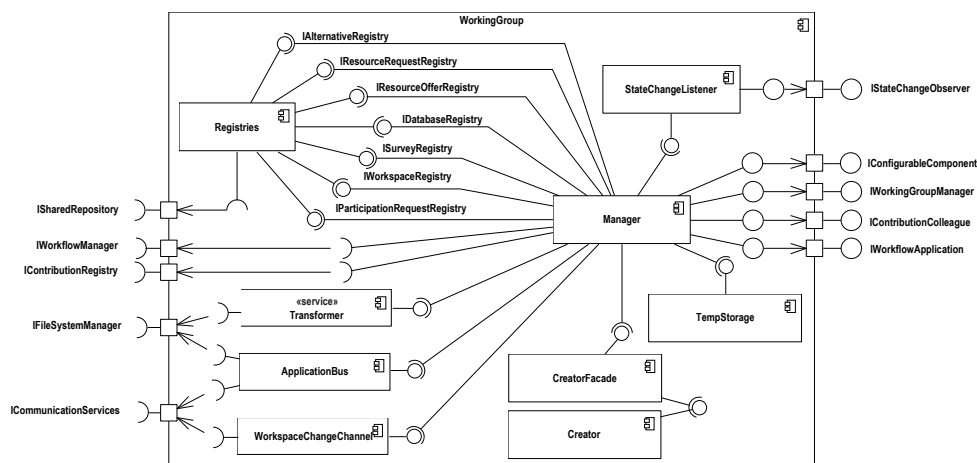 WorkingGroup
IAlternativeRegistry
IResourceRequestRegistry
IResourceOfferRegistry
IDatabaseRegistry
ISurveyRegistry
IWorkspaceRegistry
IParticipationRequestRegistry
Registries
StateChangeListener
IStateChangeObserver
IConfigurableComponent
IWorkingGroupManager
IContributionColleague
IWorkflowApplication
Manager
ISharedRepository
IWorkflowManager
IContributionRegistry
IFileSystemManager
ICommunicationServices
«service»
Transformer
ApplicationBus
WorkspaceChangeChannel
TempStorage
CreatorFacade
Creator